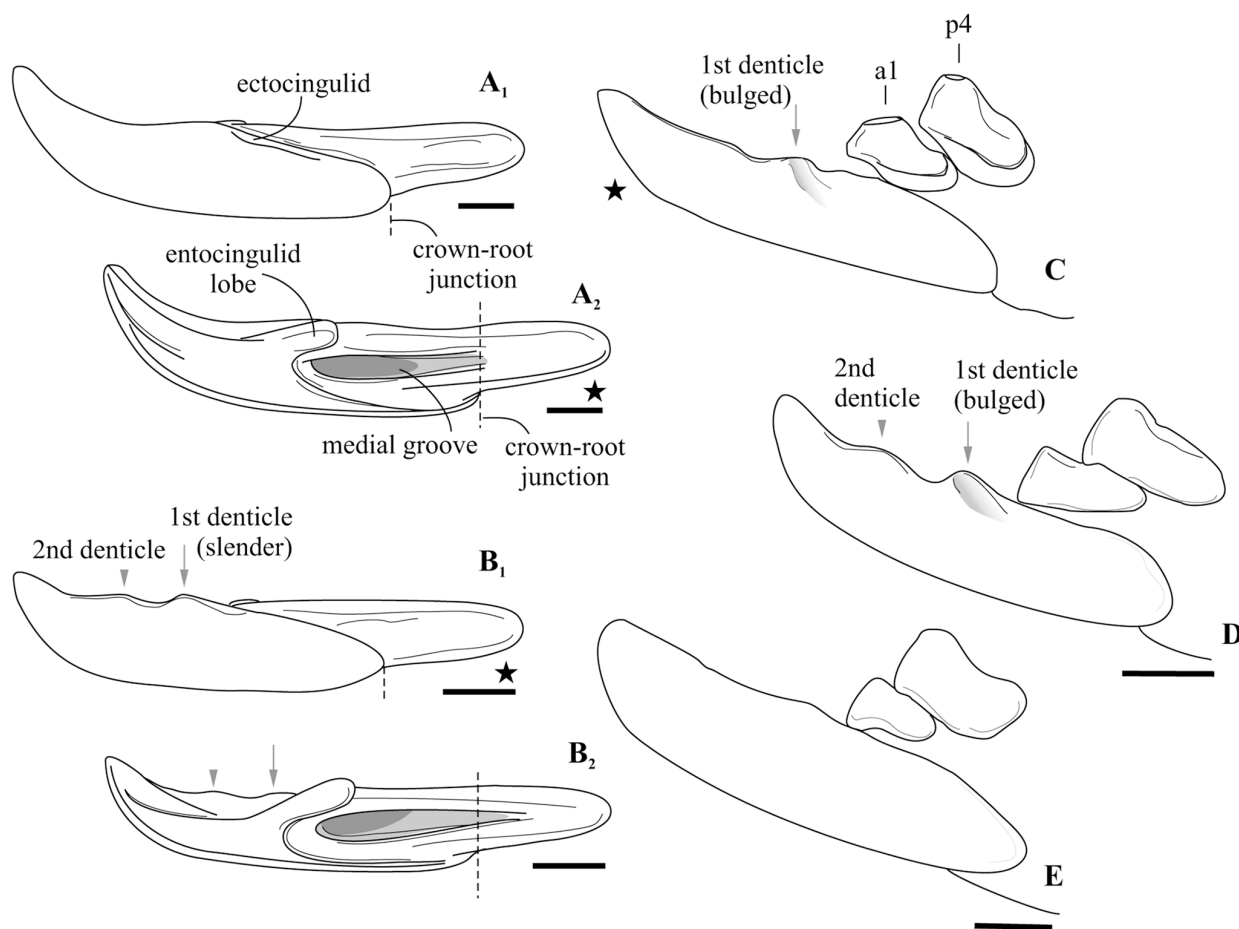 ectocingulid
A1
crown-root
junction
entocingulid
lobe
A2
medial groove
crown-root
junction
1st denticle
(slender)
2nd denticle
B1
B2
p4
a1
1st denticle
(bulged)
C
2nd
denticle
1st denticle
(bulged)
D
E